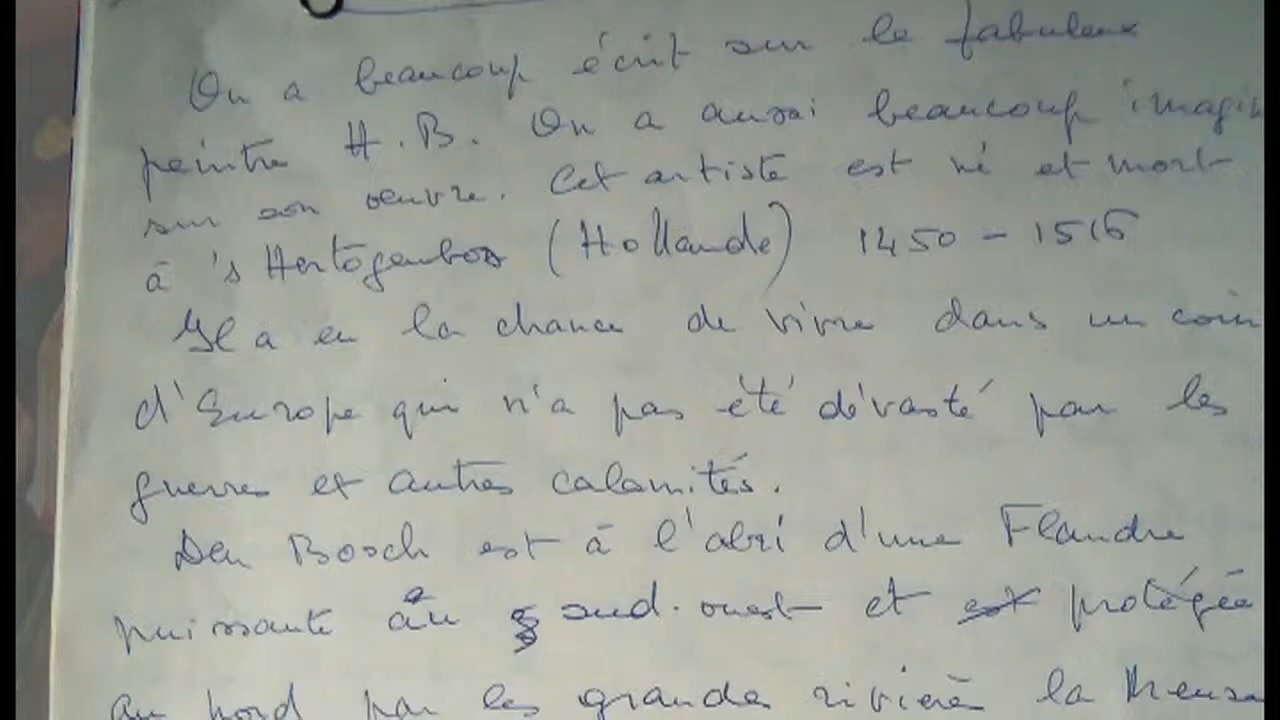 On a beaucoup écrit sur le fabuleux
peintre H.B. On a aussi beaucoup imagin
sur son œuvre. Cet artiste est né et mort
à 's Hertogenbos (Hollande) 1450 - 1516
Il a eu la chance de vivre dans un coin
d'Europe qui n'a pas été dévasté par les
guerres et autres calamités.
Den Bosch est à l'abri d'une Flandre
puissante au sud-ouest et protégée
au nord par les grande rivière la Meuse